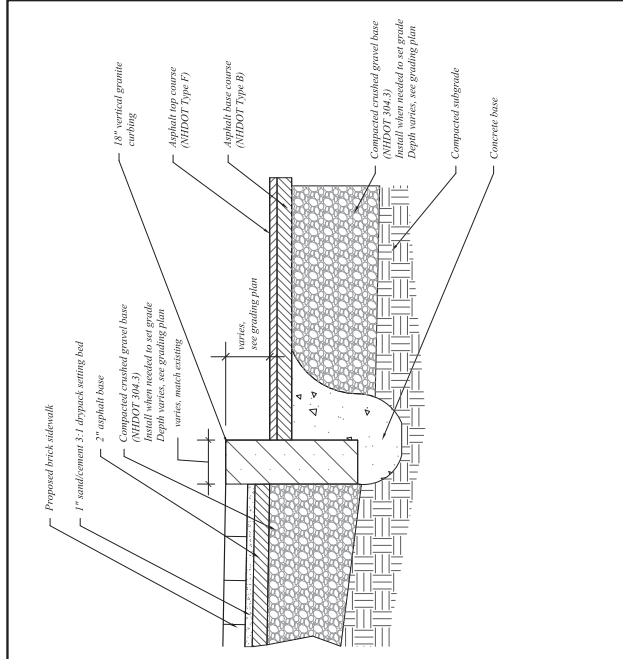 Proposed brick sidewalk
1" sand/cement 3:1 drypack setting bed
2" asphalt base
Compacted crushed gravel base
(NHDOT 304.3)
Install when needed to set grade
Depth varies, see grading plan
varies, match existing
18" vertical granite
curbing
varies,
see grading plan
Asphalt top course
(NHDOT Type F)
Asphalt base course
(NHDOT Type B)
Compacted crushed gravel base
(NHDOT 304.3)
Install when needed to set grade
Depth varies, see grading plan
Compacted subgrade
Concrete base